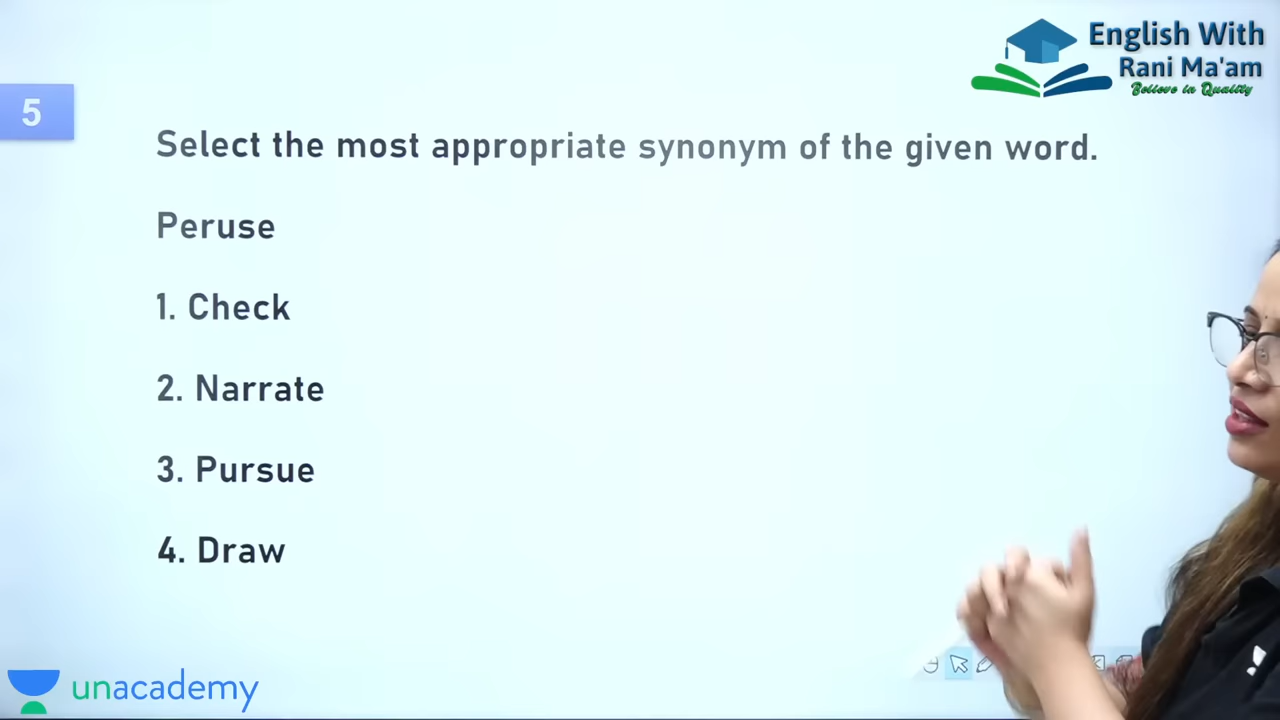 English With
Rani Ma'am
Believe in Quality
5
Select the most appropriate synonym of the given word.
Peruse
1. Check
2. Narrate
3. Pursue
4. Draw
unacademy